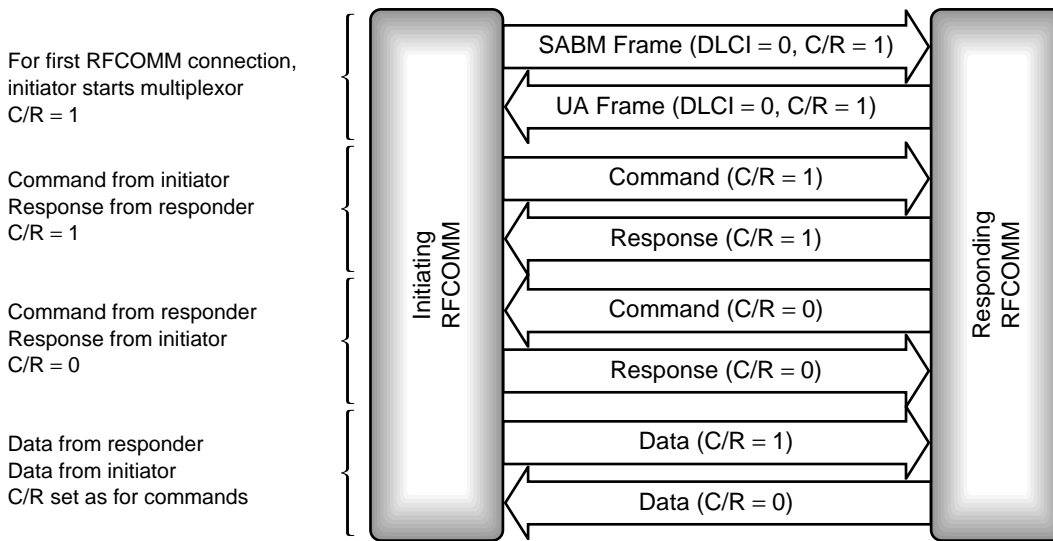 For first RFCOMM connection,
initiator starts multiplexor
C/R = 1
SABM Frame (DLCI = 0, C/R = 1)
UA Frame (DLCI = 0, C/R = 1)
Command from initiator
Response from responder
C/R = 1
Command (C/R = 1)
Response (C/R = 1)
Command from responder
Response from initiator
C/R = 0
Command (C/R = 0)
Response (C/R = 0)
Data from responder
Data from initiator
C/R set as for commands
Data (C/R = 1)
Data (C/R = 0)
Initiating
RFCOMM
Responding
RFCOMM